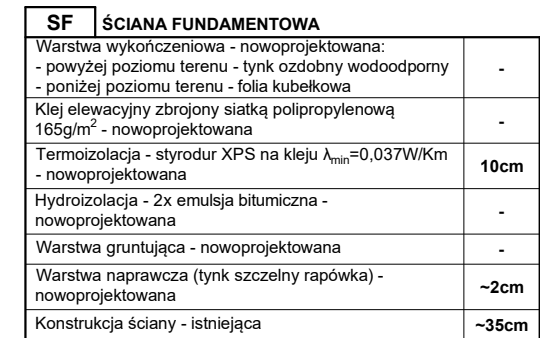 SF ŚCIANA FUNDAMENTOWA
Warstwa wykończeniowa - nowoprojektowana:
- powyżej poziomu terenu - tynk ozdobny wodoodporny
- poniżej poziomu terenu - folia kubełkowa
-
Klej elewacyjny zbrojony siatką polipropylenową
165g/m² - nowoprojektowana
-
Termoizolacja - styrodur XPS na kleju λmin=0,037W/Km
- nowoprojektowana
10cm
Hydroizolacja - 2x emulsja bitumiczna -
nowoprojektowana
-
Warstwa gruntująca - nowoprojektowana
-
Warstwa naprawcza (tynk szczelny rapówka) -
nowoprojektowana
~2cm
Konstrukcja ściany - istniejąca
~35cm